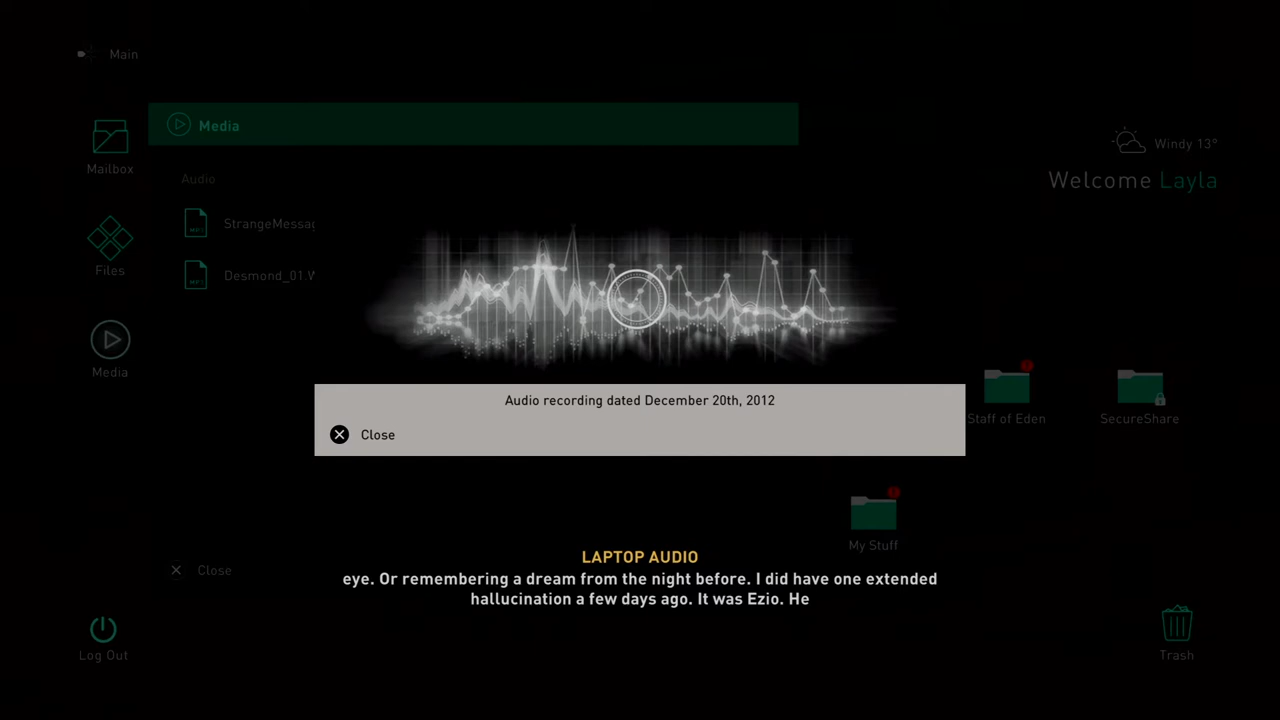 Main
Media
Windy 13°
Mailbox
Welcome Layla
Audio
StrangeMessag
Files
Desmond_01.W
Media
Audio recording dated December 20th, 2012
Staff of Eden
SecureShare
Close
My Stuff
LAPTOP AUDIO
Close
eye. Or remembering a dream from the night before. I did have one extended
hallucination a few days ago. It was Ezio. He
Log Out
Trash